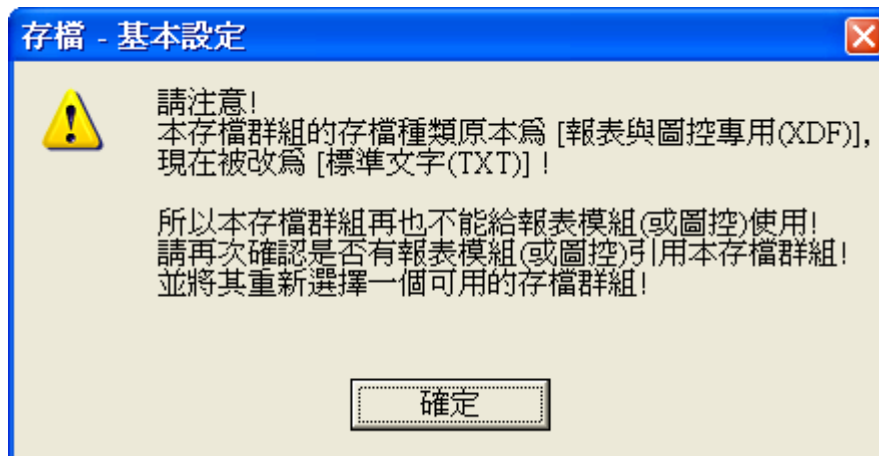 存檔 - 基本設定
請注意!
本存檔群組的存檔種類原本爲 [報表與圖控專用(XDF)],
現在被改爲 [標準文字(TXT)] !
所以本存檔群組再也不能給報表模組(或圖控)使用!
請再次確認是否有報表模組(或圖控)引用本存檔群組!
並將其重新選擇一個可用的存檔群組!
確定